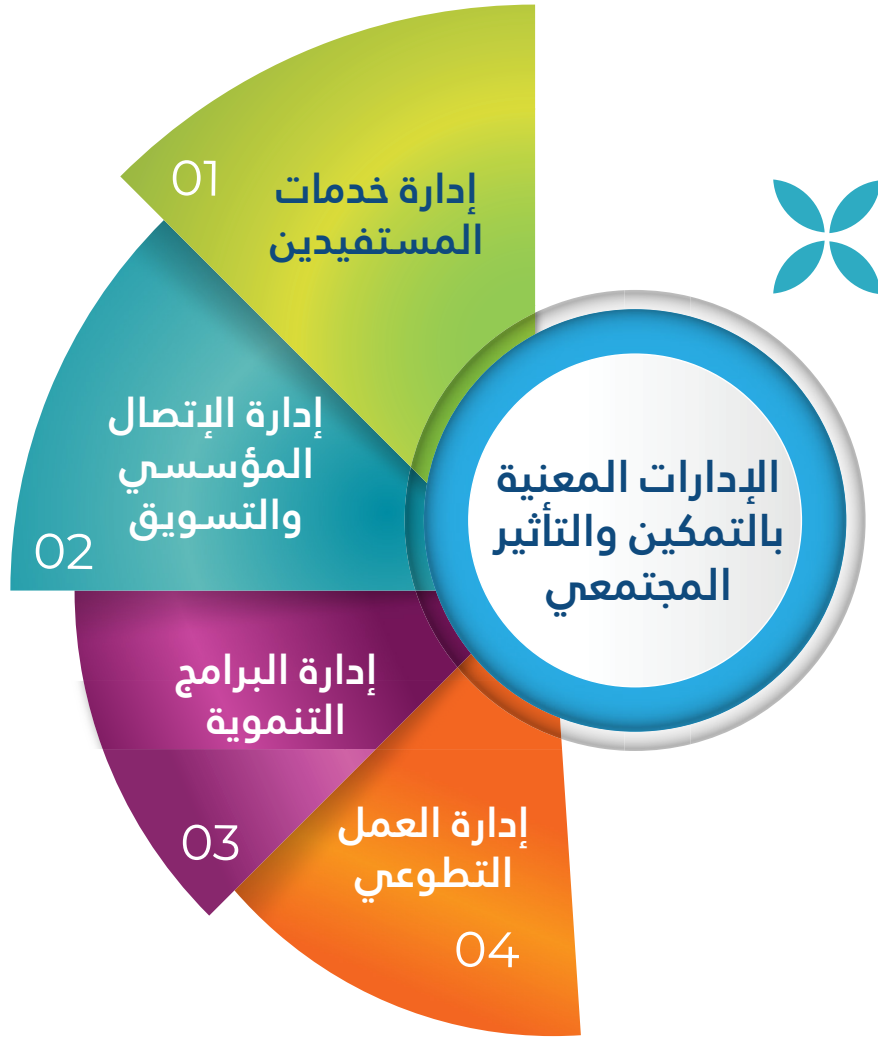 01
إدارة خدمات
المستفيدين
إدارة الإتصال
المؤسسي
والتسويق
02
الإدارات المعنية
بالتمكين والتأثير
المجتمعي
إدارة البرامج
التنموية
03
إدارة العمل
التطوعي
04